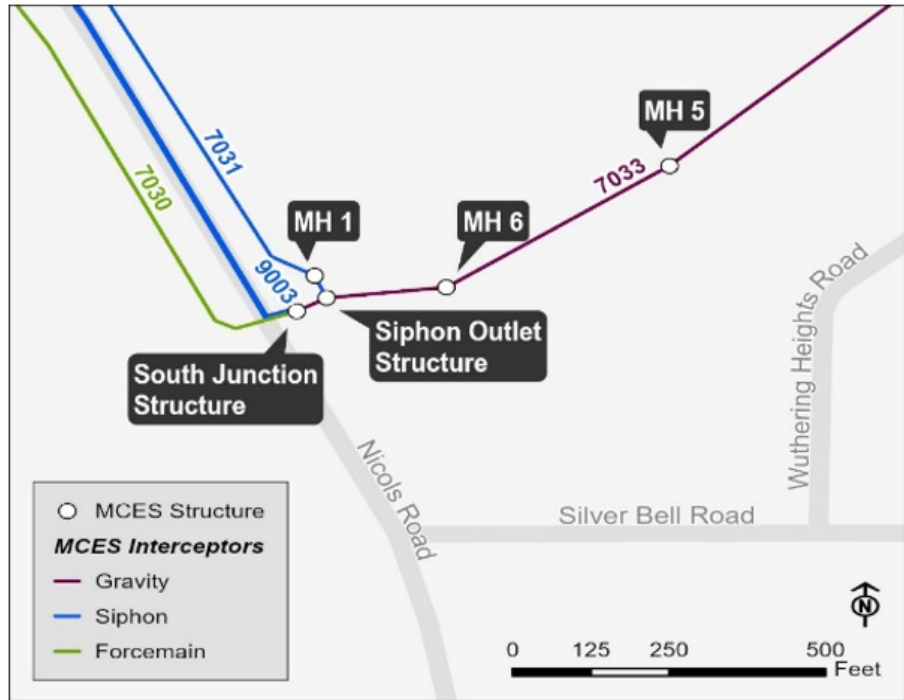 7031
7030
9003
7033
MH 1
MH 6
MH 5
Siphon Outlet
Structure
South Junction
Structure
Nicols Road
Silver Bell Road
Wuthering Heights Road
MCES Structure
MCES Interceptors
Gravity
Siphon
Forcemain
N
0 125 250 500
Feet